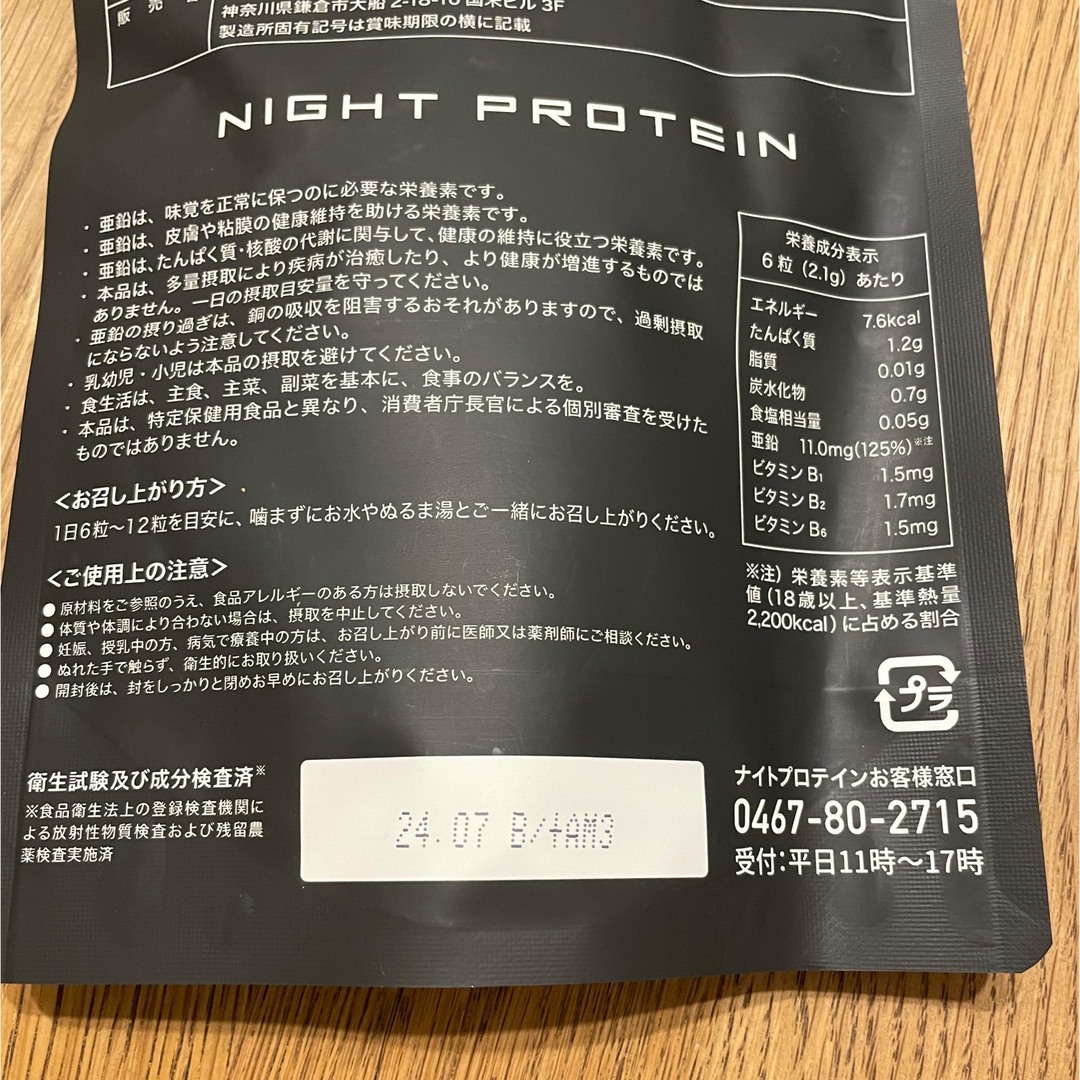 販売
神奈川県鎌倉市大船2-18-10 国米ビル 3F
製造所固有記号は賞味期限の横に記載
NIGHT PROTEIN
・亜鉛は、味覚を正常に保つのに必要な栄養素です。
・亜鉛は、皮膚や粘膜の健康維持を助ける栄養素です。
・亜鉛は、たんぱく質・核酸の代謝に関与して、健康の維持に役立つ栄養素です。
・本品は、多量摂取により疾病が治癒したり、より健康が増進するものでは
ありません。一日の摂取目安量を守ってください。
・亜鉛の摂り過ぎは、銅の吸収を阻害するおそれがありますので、過剰摂取
にならないよう注意してください。
・乳幼児・小児は本品の摂取を避けてください。
・食生活は、主食、主菜、副菜を基本に、食事のバランスを。
・本品は、特定保健用食品と異なり、消費者庁長官による個別審査を受けた
ものではありません。
<お召し上がり方>
1日6粒〜12粒を目安に、噛まずにお水やぬるま湯とご一緒にお召し上がりください。
<ご使用上の注意>
●原材料をご参照のうえ、食品アレルギーのある方は摂取しないでください。
●体質や体調により合わない場合は、摂取を中止してください。
●妊娠、授乳中の方、病気で療養中の方は、お召し上がり前に医師又は薬剤師にご相談ください。
●ぬれた手で触らず、衛生的にお取り扱いください。
●開封後は、封をしっかりと閉めお早めにお召し上がりください。
栄養成分表示
6粒（2.1g）あたり
エネルギー 7.6kcal
たんぱく質 1.2g
脂質 0.01g
炭水化物 0.7g
食塩相当量 0.05g
亜鉛 11.0mg(125%)※注
ビタミンB1 1.5mg
ビタミンB2 1.7mg
ビタミンB6 1.5mg
※注）栄養素等表示基準
値（18歳以上、基準熱量
2,200kcal）に占める割合
プラ
衛生試験及び成分検査済※
※食品衛生法上の登録検査機関に
よる放射性物質検査および残留農
薬検査実施済
24.07 B/tAM3
ナイトプロテインお客様窓口
0467-80-2715
受付：平日11時〜17時